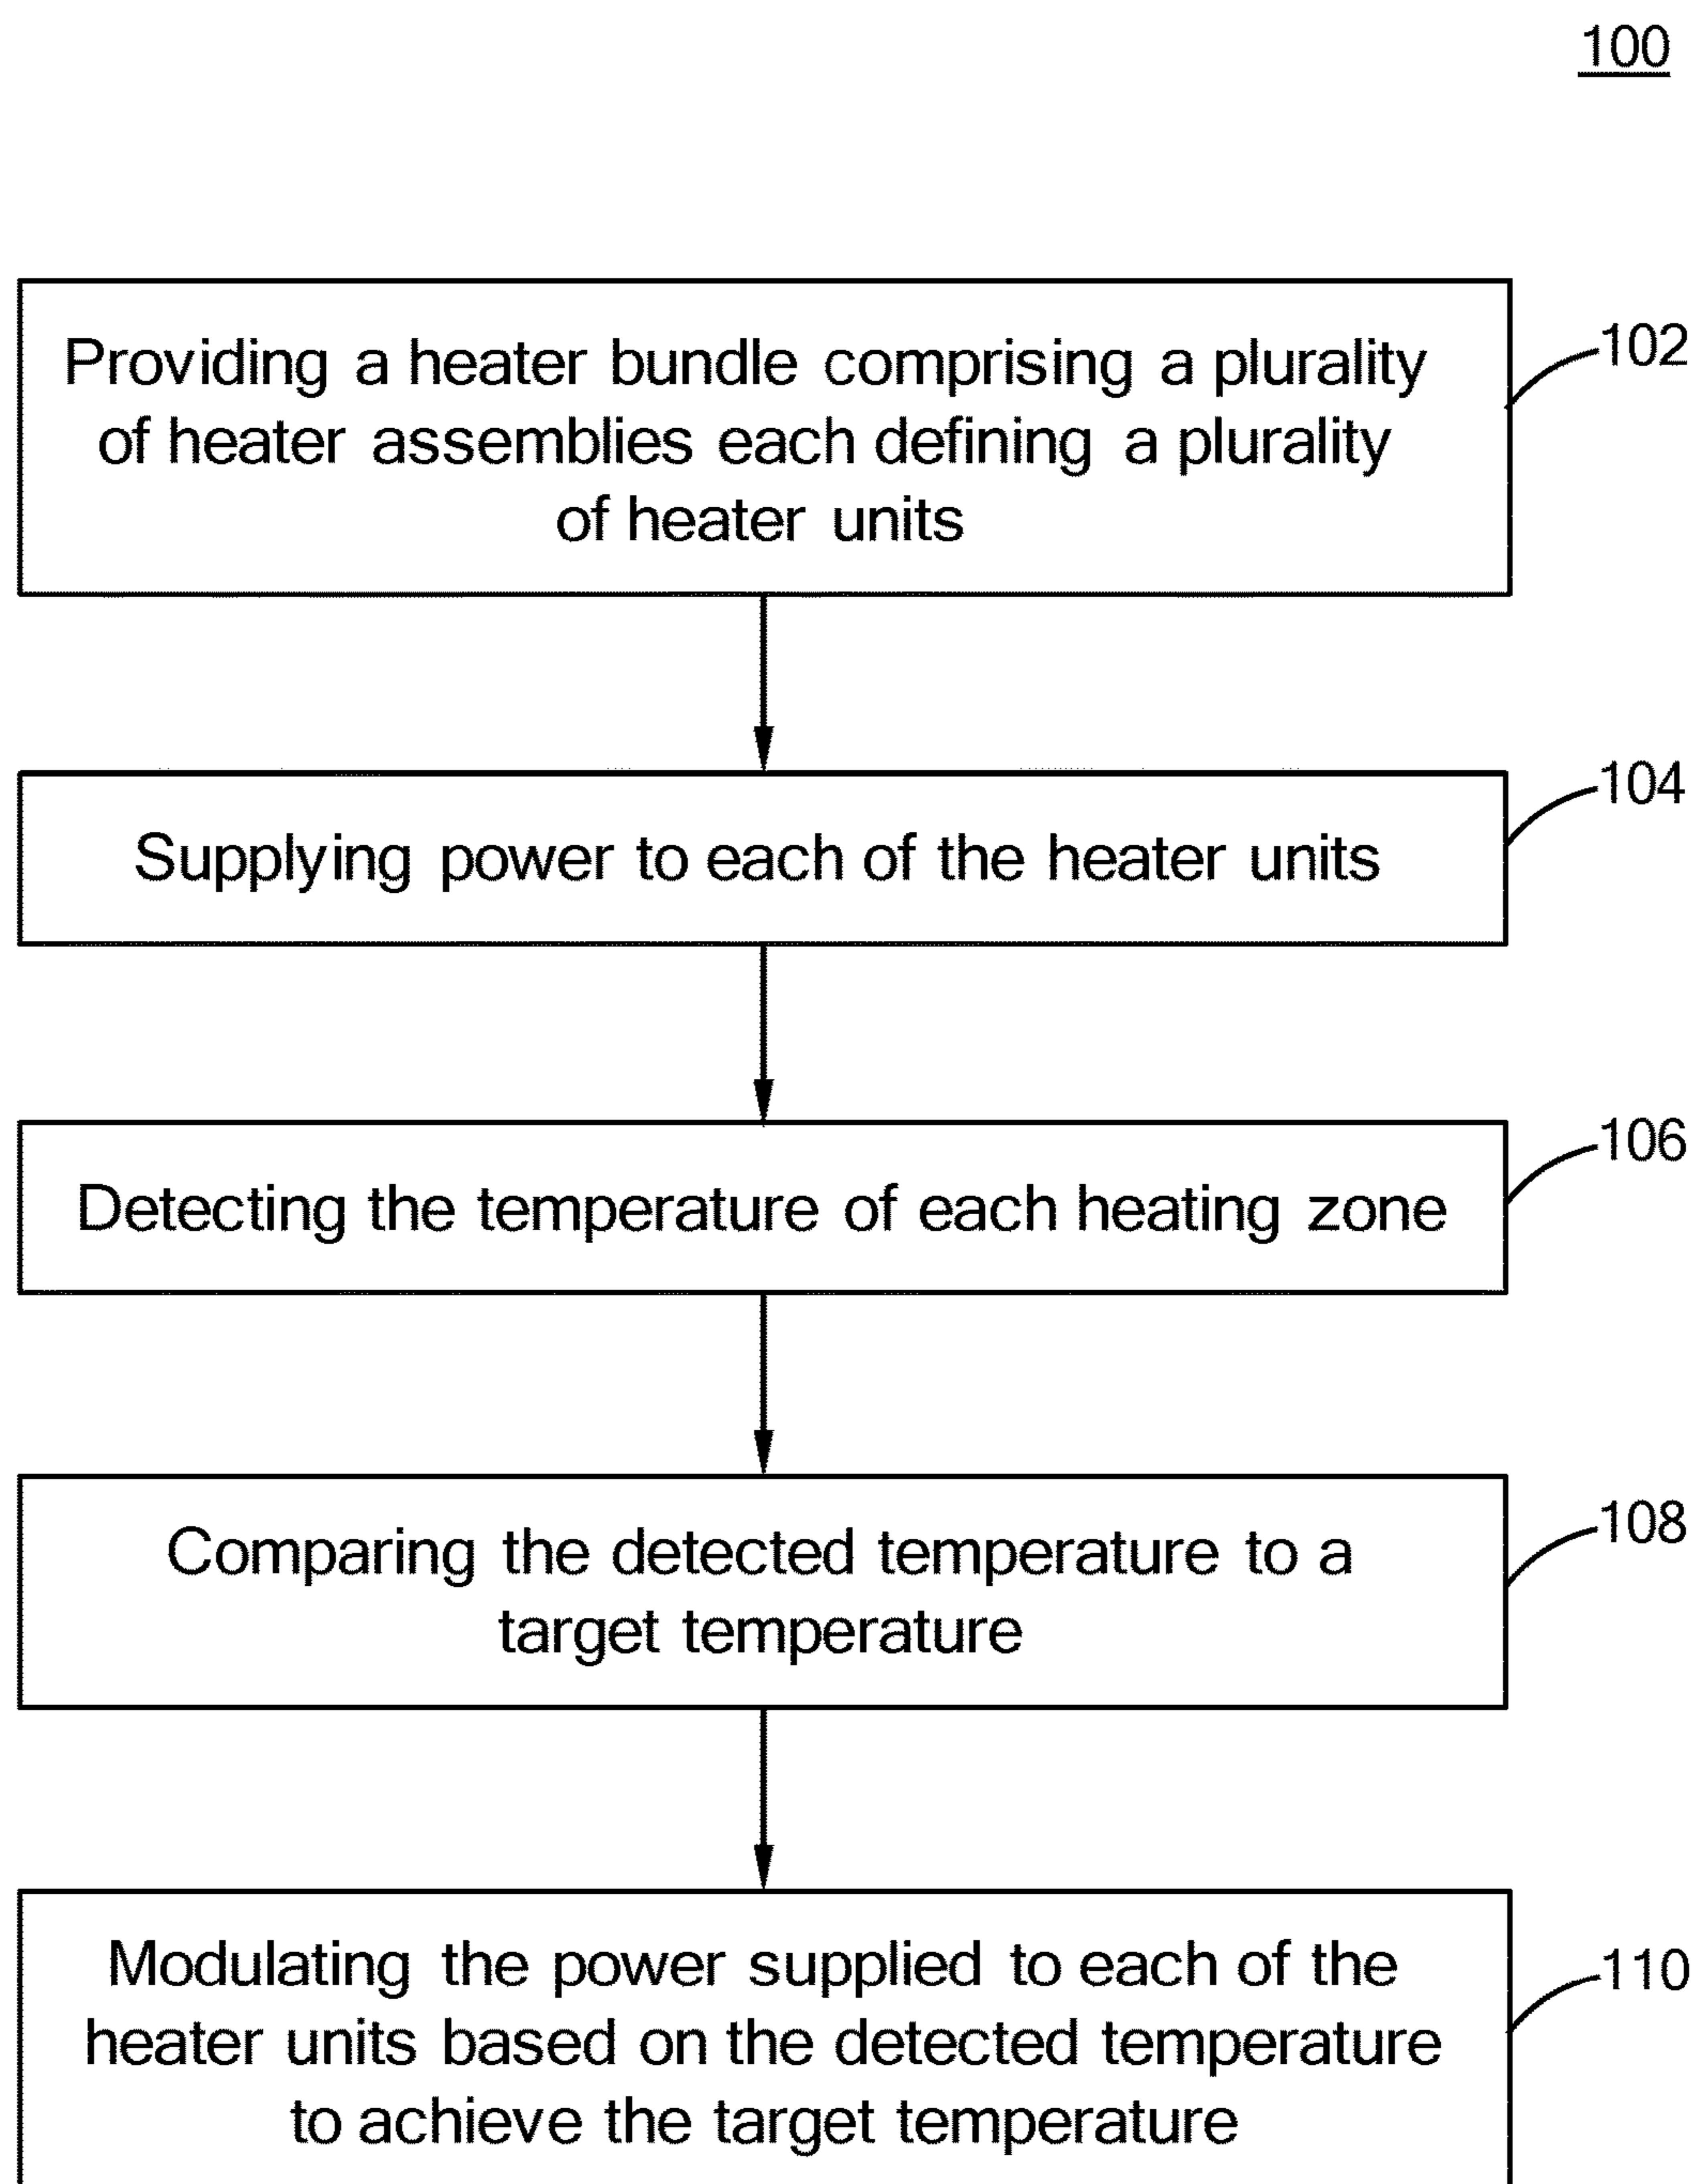 100
Providing a heater bundle comprising a plurality
of heater assemblies each defining a plurality
of heater units
102
Supplying power to each of the heater units
104
Detecting the temperature of each heating zone
106
Comparing the detected temperature to a
target temperature
108
Modulating the power supplied to each of the
heater units based on the detected temperature
to achieve the target temperature
110